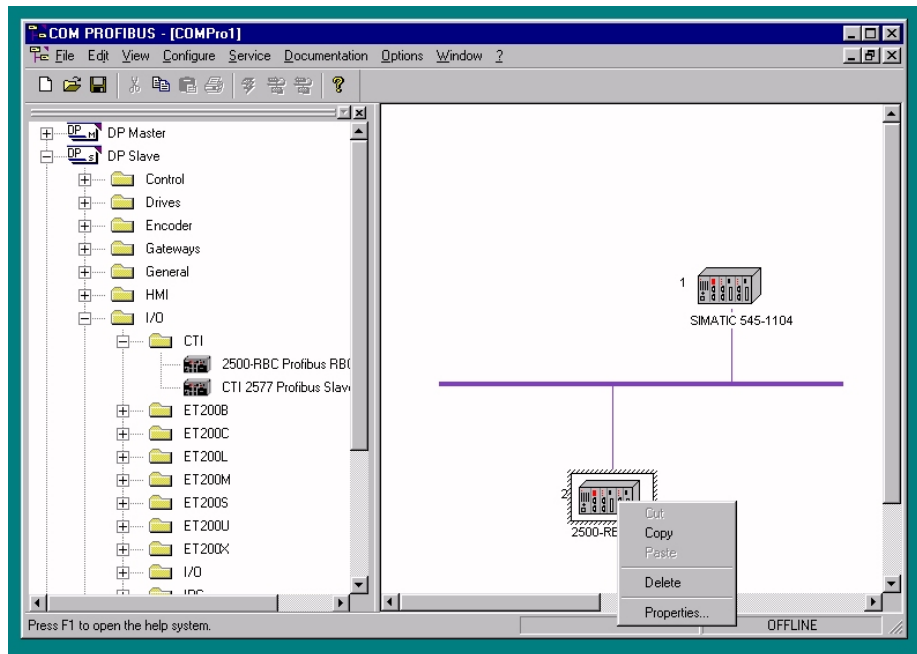 COM PROFIBUS - [COMPro1]
File Edit View Configure Service Documentation Options Window ?
DP Master
DP Slave
Control
Drives
Encoder
Gateways
General
HMI
I/O
CTI
2500-RBC Profibus RB
CTI 2577 Profibus Slav
ET200B
ET200C
ET200L
ET200M
ET200S
ET200U
ET200X
I/O
1
SIMATIC 545-1104
2
2500-RE
Cut
Copy
Paste
Delete
Properties...
Press F1 to open the help system.
OFFLINE